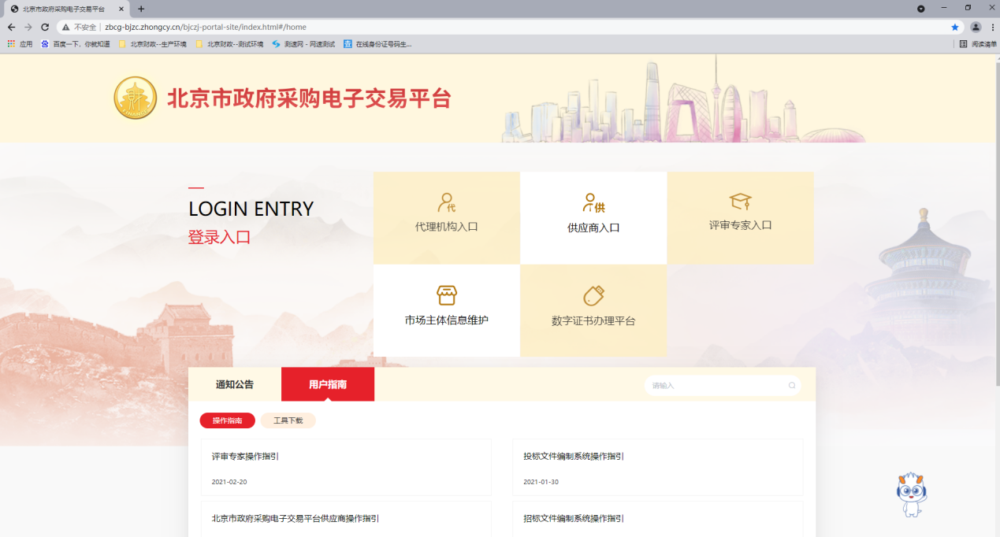 北京市政府采购电子交易平台
不安全 zbcg-bjzc.zhongcy.cn/bjczj-portal-site/index.html#/home
应用 百度一下，你就知道 北京财政--生产环境 北京财政--测试环境 测速网 - 网速测试 查 在线身份证号码生... 阅读清单
财 FINANCE
北京市政府采购电子交易平台
LOGIN ENTRY
登录入口
代
代理机构入口
供
供应商入口
评审专家入口
市场主体信息维护
数字证书办理平台
通知公告 用户指南 请输入
操作指南 工具下载
评审专家操作指引 投标文件编制系统操作指引
2021-02-20 2021-01-30
北京市政府采购电子交易平台供应商操作指引 招标文件编制系统操作指引